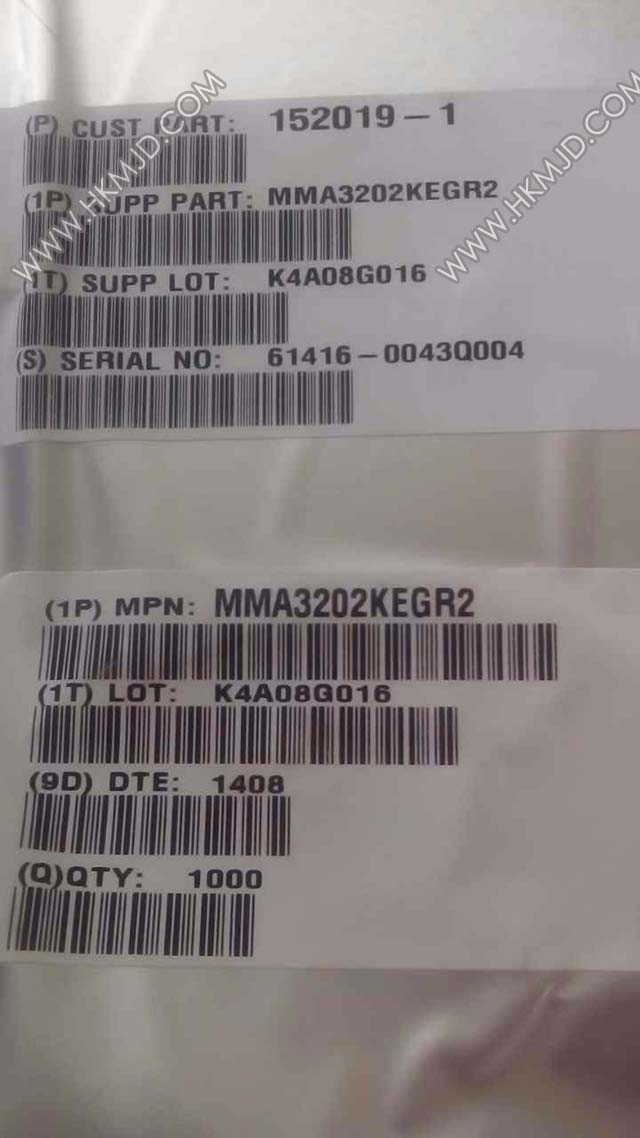 (P) CUST PART: 152019-1
(1P) SUPP PART: MMA3202KEGR2
(1T) SUPP LOT: K4A08G016
(S) SERIAL NO: 61416-0043Q004
(1P) MPN: MMA3202KEGR2
(1T) LOT: K4A08G016
(9D) DTE: 1408
(Q)QTY: 1000
WWW.HKMJD.COM
WWW.HKMJD.COM